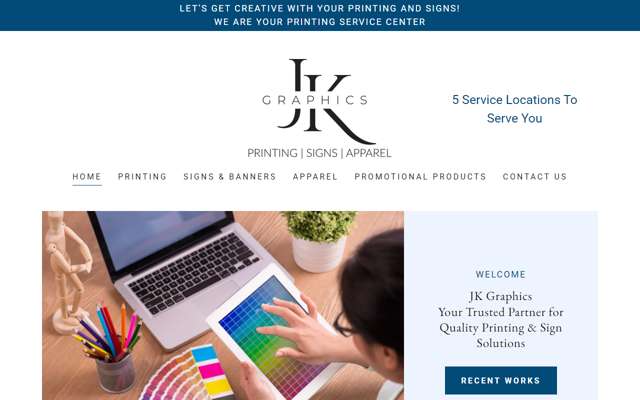 LET'S GET CREATIVE WITH YOUR PRINTING AND SIGNS!
WE ARE YOUR PRINTING SERVICE CENTER
JK
GRAPHICS
PRINTING | SIGNS | APPAREL
5 Service Locations To
Serve You
HOME PRINTING SIGNS & BANNERS APPAREL PROMOTIONAL PRODUCTS CONTACT US
WELCOME
JK Graphics
Your Trusted Partner for
Quality Printing & Sign
Solutions
RECENT WORKS